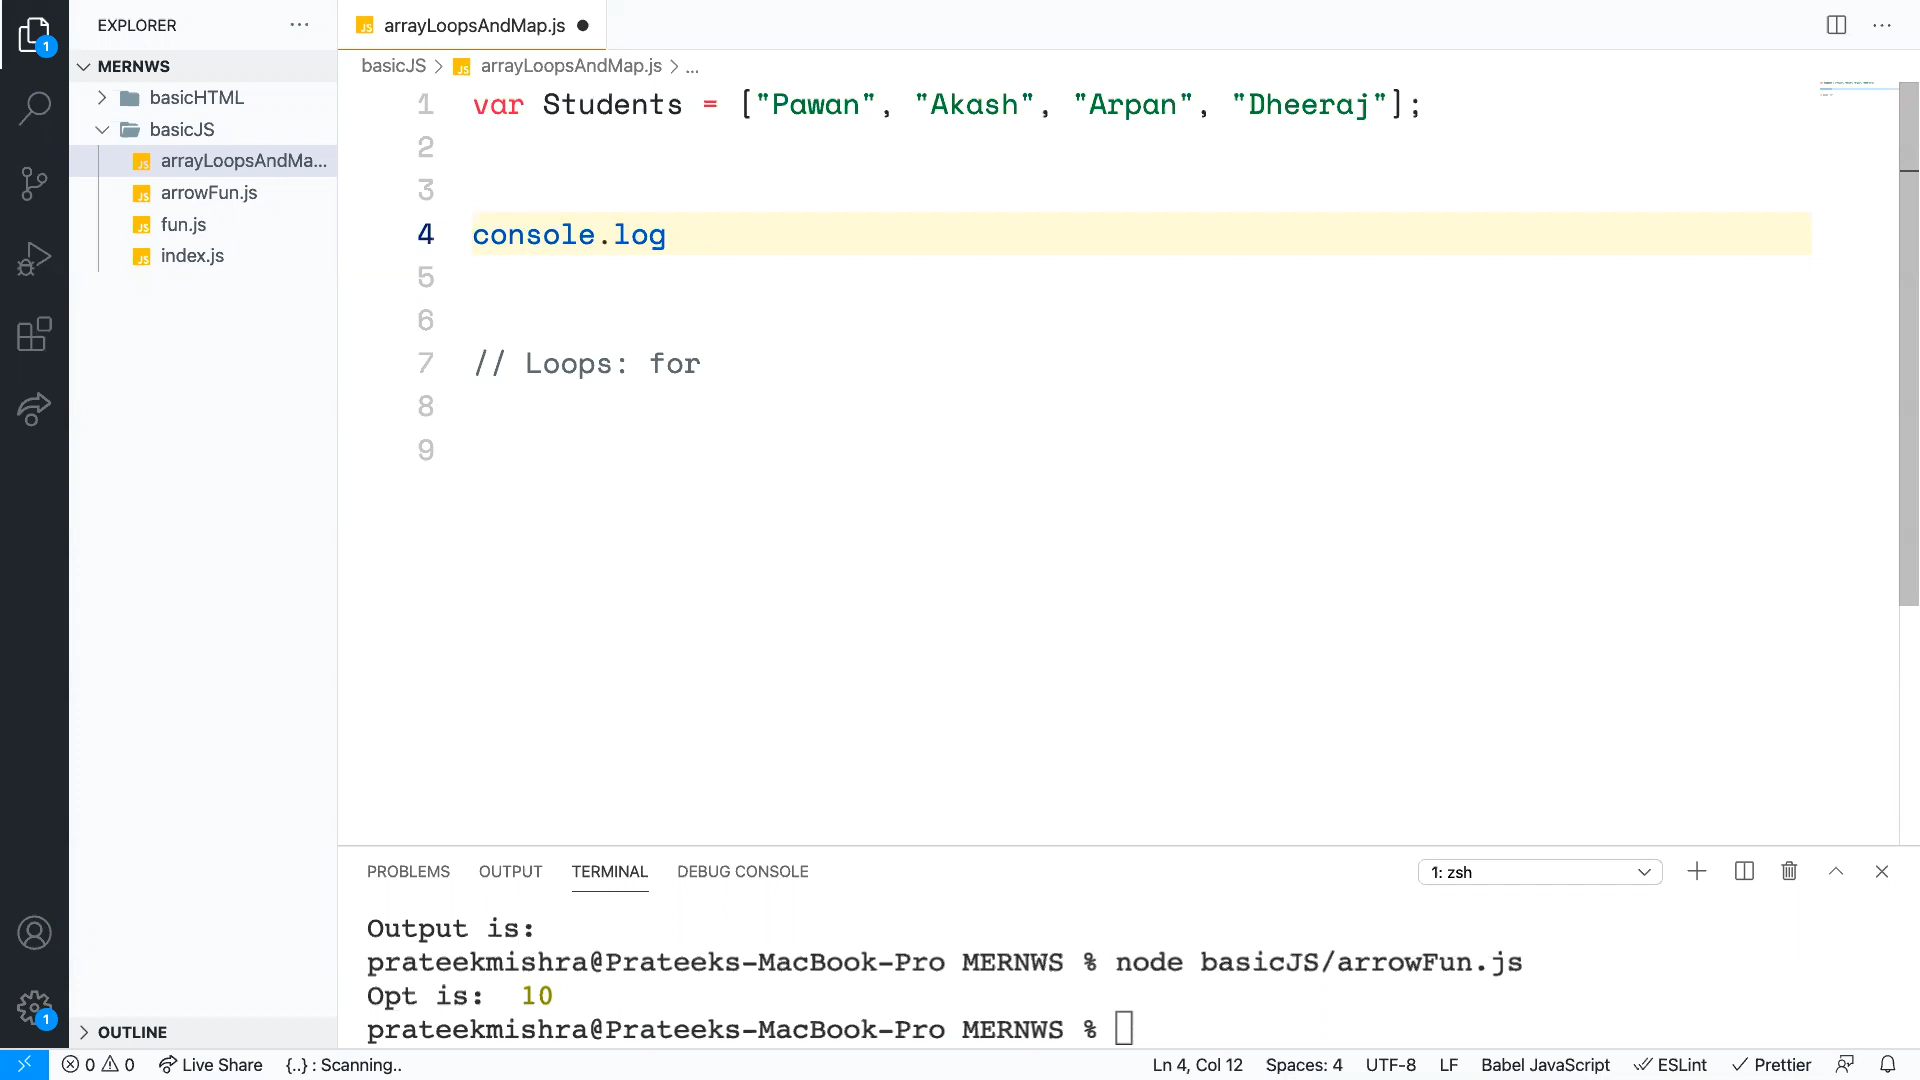 EXPLORER
MERNWS
basicHTML
basicJS
arrayLoopsAndMa...
arrowFun.js
fun.js
index.js
OUTLINE
arrayLoopsAndMap.js
basicJS > arrayLoopsAndMap.js > ...
1 var Students = ["Pawan", "Akash", "Arpan", "Dheeraj"];
2
3
4 console.log
5
6
7 // Loops: for
8
9
PROBLEMS OUTPUT TERMINAL DEBUG CONSOLE 1: zsh
Output is:
prateekmishra@Prateeks-MacBook-Pro MERNWS % node basicJS/arrowFun.js
Opt is: 10
prateekmishra@Prateeks-MacBook-Pro MERNWS %
1
1
0 0 Live Share {..} : Scanning.. Ln 4, Col 12 Spaces: 4 UTF-8 LF Babel JavaScript ESLint Prettier